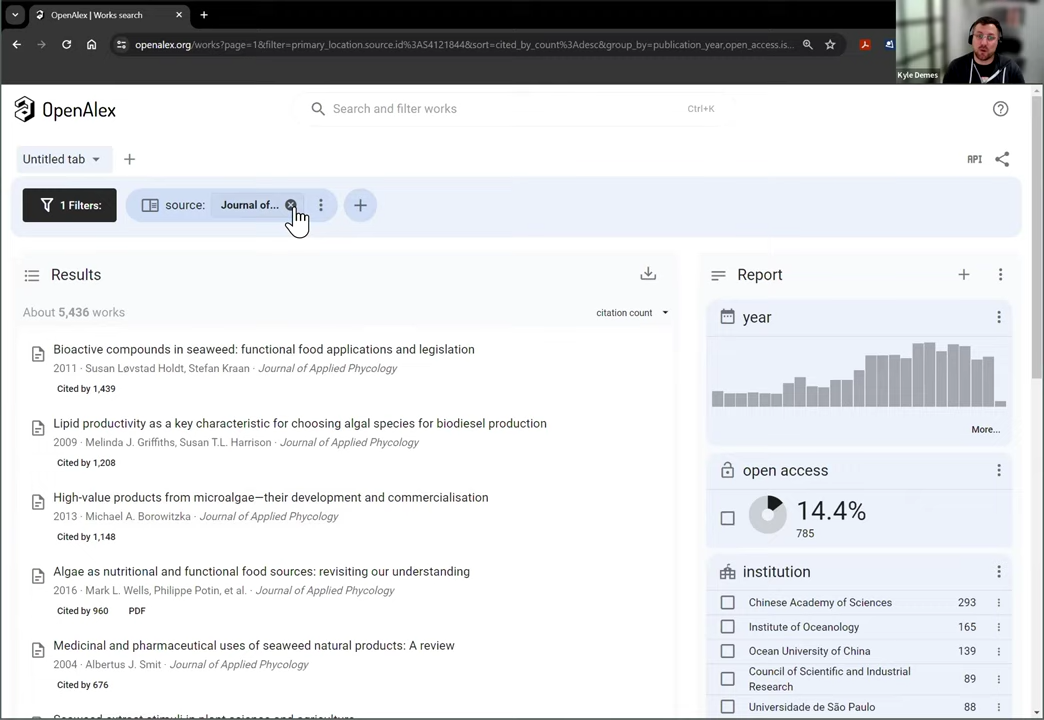 OpenAlex | Works search
openalex.org/works?page=1&filter=primary_location.source.id%3AS4121844&sort=cited_by_count%3Adesc&group_by=publication_year,open_access.is...
Kyle Demes
OpenAlex
Search and filter works
Ctrl+K
Untitled tab
API
1 Filters:
source:
Journal of...
Results
About 5,436 works
citation count
Bioactive compounds in seaweed: functional food applications and legislation
2011 · Susan Løvstad Holdt, Stefan Kraan · Journal of Applied Phycology
Cited by 1,439
Lipid productivity as a key characteristic for choosing algal species for biodiesel production
2009 · Melinda J. Griffiths, Susan T.L. Harrison · Journal of Applied Phycology
Cited by 1,208
High-value products from microalgae—their development and commercialisation
2013 · Michael A. Borowitzka · Journal of Applied Phycology
Cited by 1,148
Algae as nutritional and functional food sources: revisiting our understanding
2016 · Mark L. Wells, Philippe Potin, et al. · Journal of Applied Phycology
Cited by 960 PDF
Medicinal and pharmaceutical uses of seaweed natural products: A review
2004 · Albertus J. Smit · Journal of Applied Phycology
Cited by 676
Seaweed extract stimuli in plant science and agriculture
Report
year
More...
open access
14.4%
785
institution
Chinese Academy of Sciences 293
Institute of Oceanology 165
Ocean University of China 139
Council of Scientific and Industrial
Research 89
Universidade de São Paulo 88